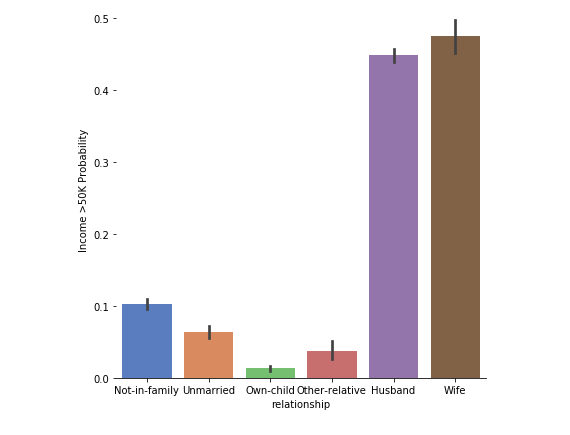 0.5
0.4
0.3
0.2
0.1
0.0
Income >50K Probability
Not-in-family Unmarried Own-child Other-relative Husband Wife
relationship